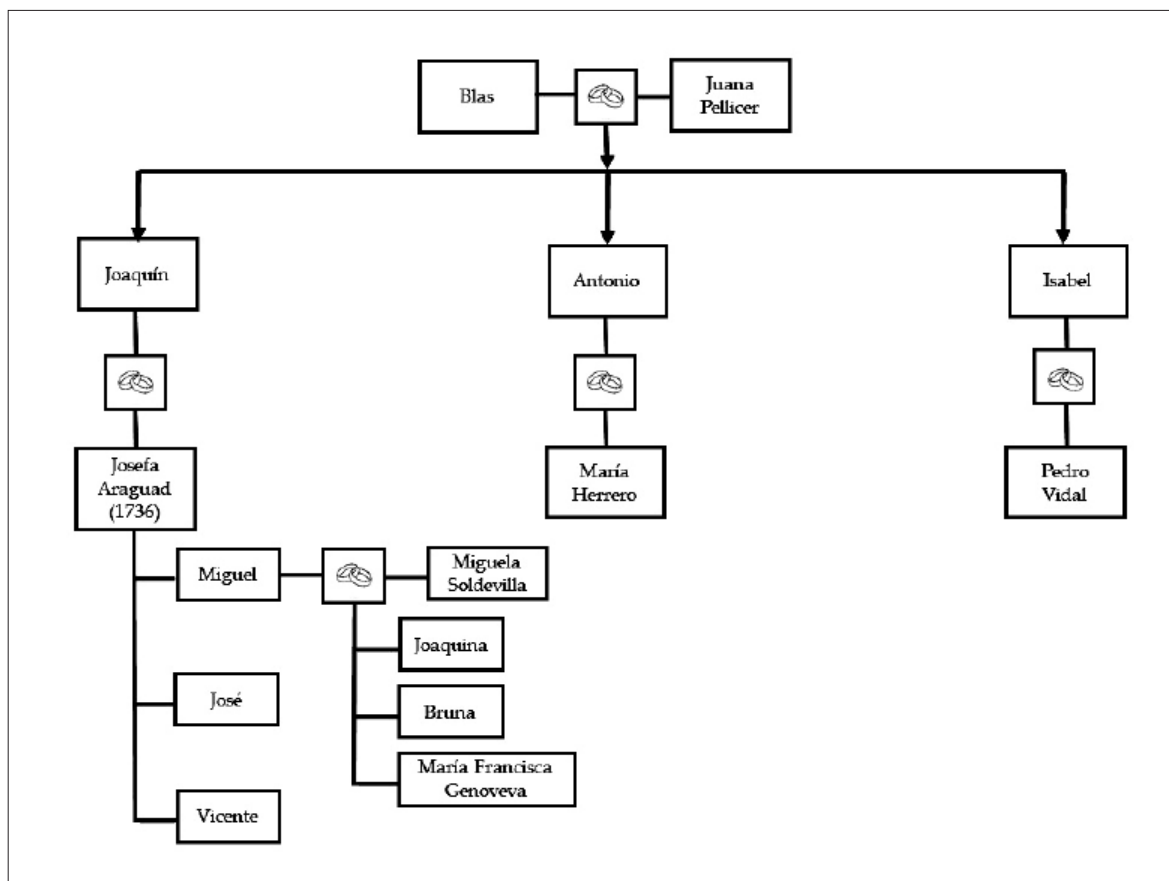 Blas
Juana
Pellicer
Joaquín
Antonio
Isabel
Josefa
Araguad
(1736)
María
Herrero
Pedro
Vidal
Miguel
Miguela
Soldevilla
Joaquina
José
Bruna
María Francisca
Genoveva
Vicente